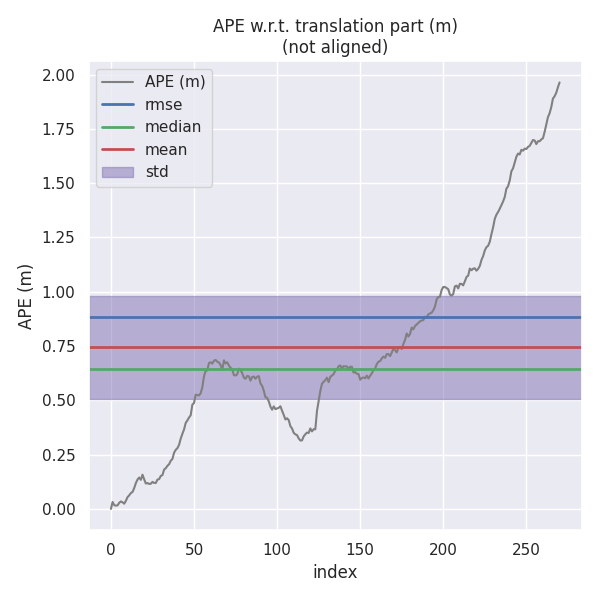 APE w.r.t. translation part (m)
(not aligned)
APE (m)
rmse
median
mean
std
2.00
1.75
1.50
1.25
1.00
0.75
0.50
0.25
0.00
APE (m)
0 50 100 150 200 250
index